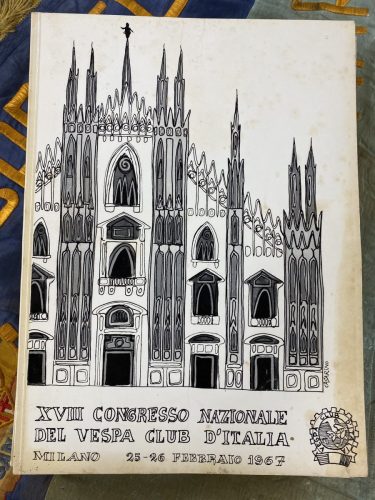 XVIII CONGRESSO NAZIONALE
DEL VESPA CLUB D'ITALIA
MILANO 25-26 FEBBRAIO 1967